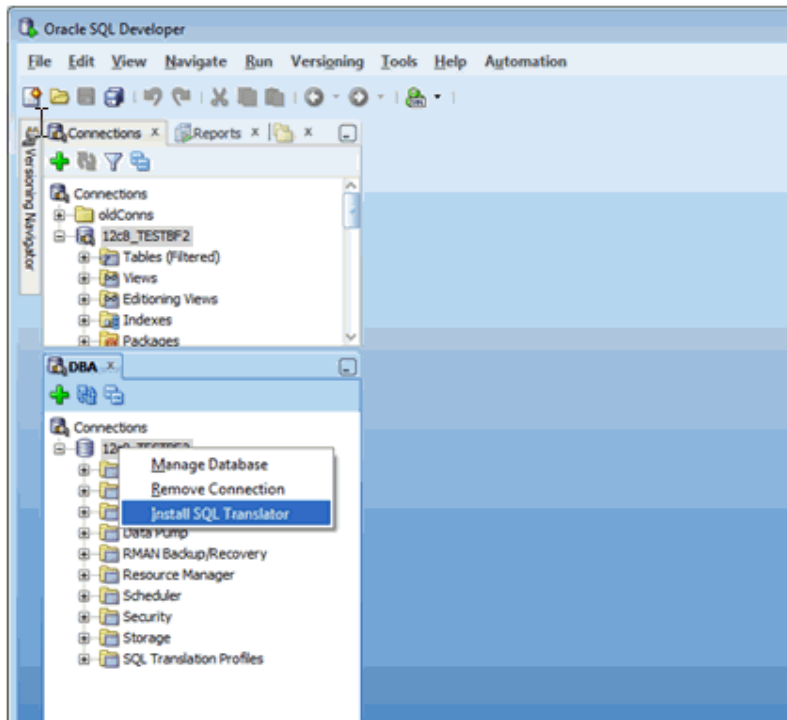 Oracle SQL Developer
File Edit View Navigate Run Versioning Tools Help Automation
Connections x Reports x x
Versioning Navigator
Connections
oldConns
12c8_TESTBF2
Tables (Filtered)
Views
Editioning Views
Indexes
Packages
DBA x
Connections
Manage Database
Remove Connection
Install SQL Translator
Data Pump
RMAN Backup/Recovery
Resource Manager
Scheduler
Security
Storage
SQL Translation Profiles